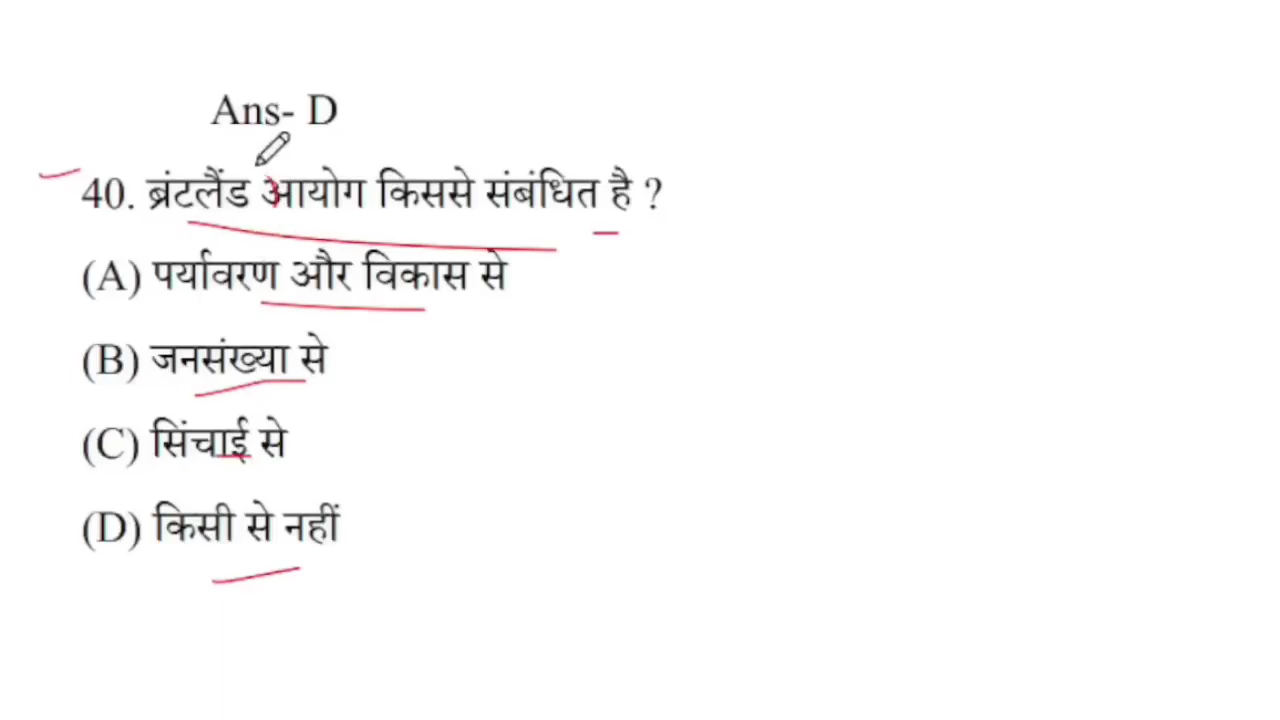 Ans- D
40. ब्रंटलैंड आयोग किससे संबंधित है ?
(A) पर्यावरण और विकास से
(B) जनसंख्या से
(C) सिंचाई से
(D) किसी से नहीं